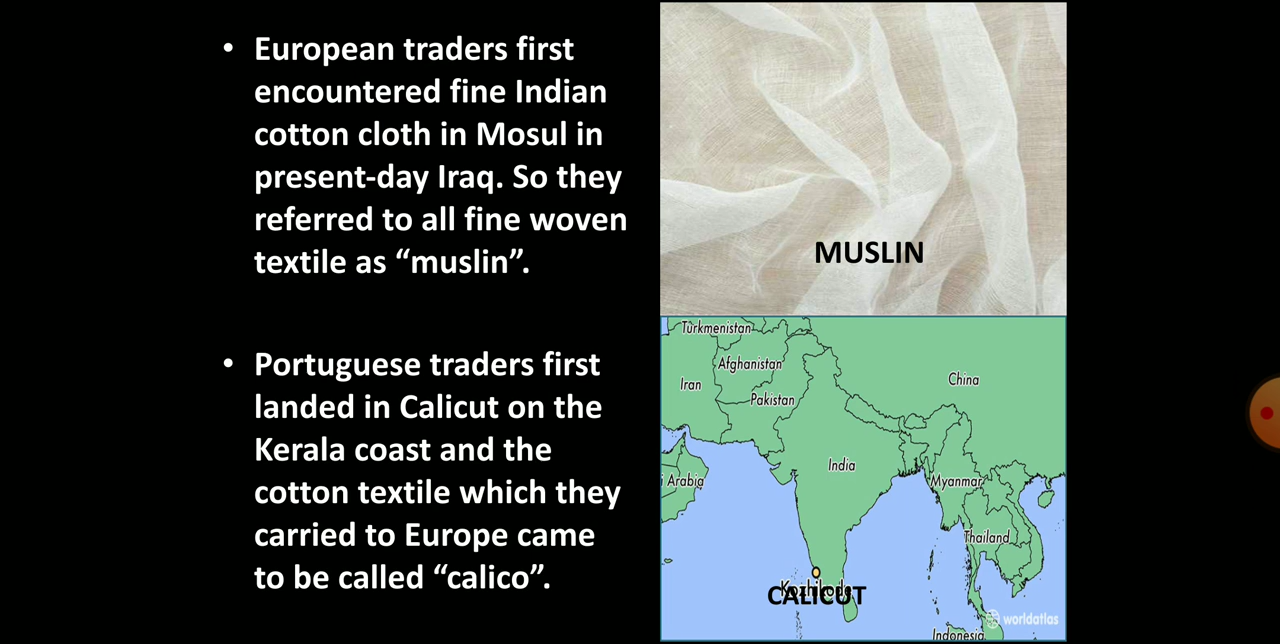 • European traders first
encountered fine Indian
cotton cloth in Mosul in
present-day Iraq. So they
referred to all fine woven
textile as “muslin”.
• Portuguese traders first
landed in Calicut on the
Kerala coast and the
cotton textile which they
carried to Europe came
to be called “calico”.
MUSLIN
Turkmenistan
Afghanistan
Iran
China
Pakistan
India
i Arabia
Myanmar
Thailand
Kozhikode
CALICUT
worldatlas
Indonesia